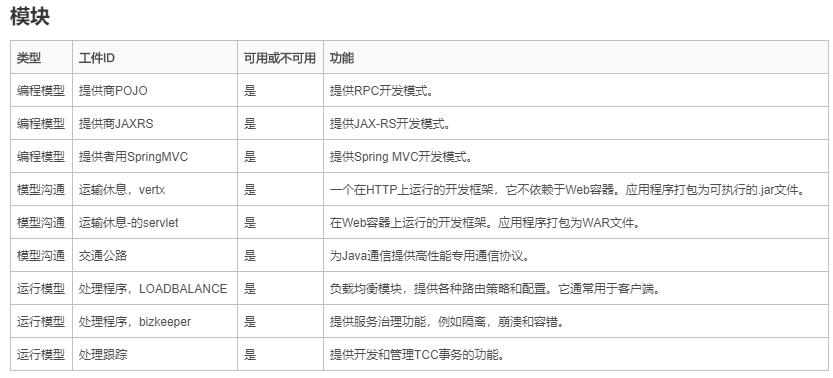 模块
类型 工件ID 可用或不可用 功能
编程模型 提供商POJO 是 提供RPC开发模式。
编程模型 提供商JAXRS 是 提供JAX-RS开发模式。
编程模型 提供者用SpringMVC 是 提供Spring MVC开发模式。
模型沟通 运输休息，vertx 是 一个在HTTP上运行的开发框架，它不依赖于Web容器。应用程序打包为可执行的.jar文件。
模型沟通 运输休息-的servlet 是 在Web容器上运行的开发框架。应用程序打包为WAR文件。
模型沟通 交通公路 是 为Java通信提供高性能专用通信协议。
运行模型 处理程序，LOADBALANCE 是 负载均衡模块，提供各种路由策略和配置。它通常用于客户端。
运行模型 处理程序，bizkeeper 是 提供服务治理功能，例如隔离，崩溃和容错。
运行模型 处理跟踪 是 提供开发和管理TCC事务的功能。